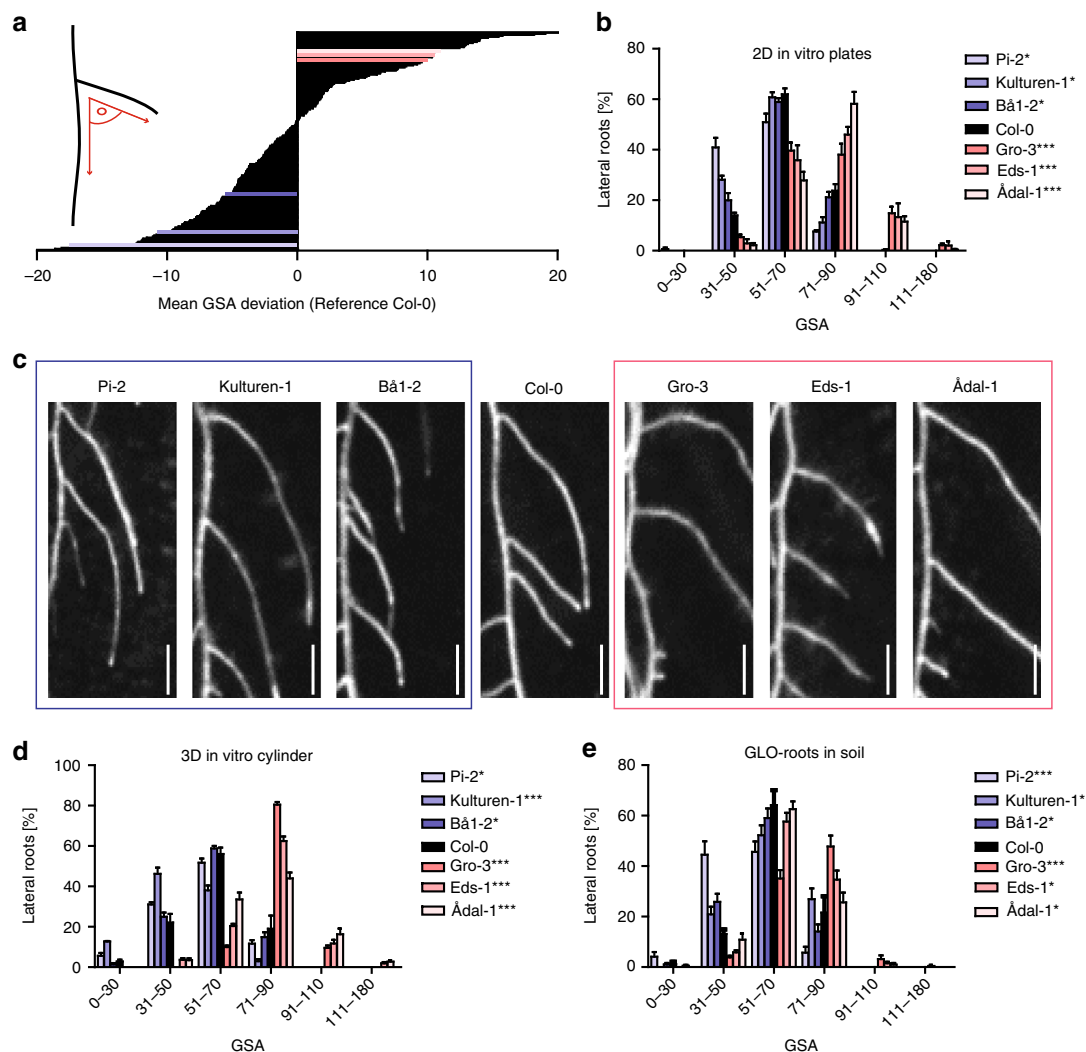 a
−20
−10
0
10
20
Mean GSA deviation (Reference Col-0)
b
2D in vitro plates
80
60
40
20
0
Lateral roots [%]
0–30
31–50
51–70
71–90
91–110
111–180
GSA
Pi-2*
Kulturen-1*
Bå1-2*
Col-0
Gro-3***
Eds-1***
Ådal-1***
c
Pi-2
Kulturen-1
Bå1-2
Col-0
Gro-3
Eds-1
Ådal-1
d
3D in vitro cylinder
100
80
60
40
20
0
Lateral roots [%]
0–30
31–50
51–70
71–90
91–110
111–180
GSA
Pi-2*
Kulturen-1***
Bå1-2*
Col-0
Gro-3***
Eds-1***
Ådal-1***
e
GLO-roots in soil
80
60
40
20
0
Lateral roots [%]
0–30
31–50
51–70
71–90
91–110
111–180
GSA
Pi-2***
Kulturen-1*
Bå1-2*
Col-0
Gro-3***
Eds-1*
Ådal-1*